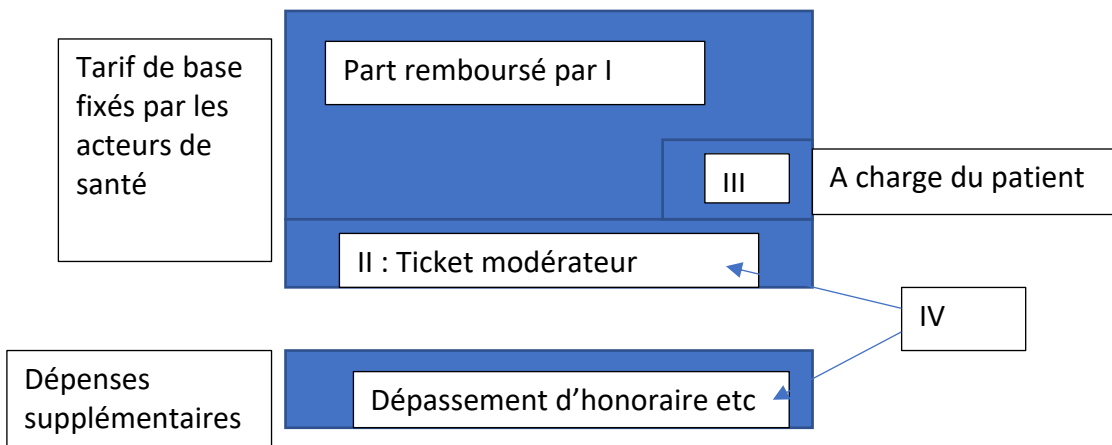 Tarif de base
fixés par les
acteurs de
santé
Part remboursé par I
III
A charge du patient
II : Ticket modérateur
IV
Dépenses
supplémentaires
Dépassement d’honoraire etc